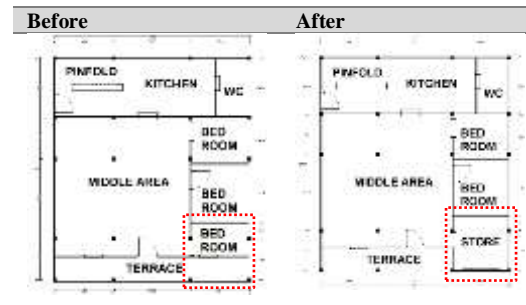 Before After
PINFOLD KITCHEN WC
BED
ROOM
MIDDLE AREA
BED
ROOM
BED
ROOM
TERRACE
PINFOLD KITCHEN WC
BED
ROOM
MIDDLE AREA
BED
ROOM
STORE
TERRACE